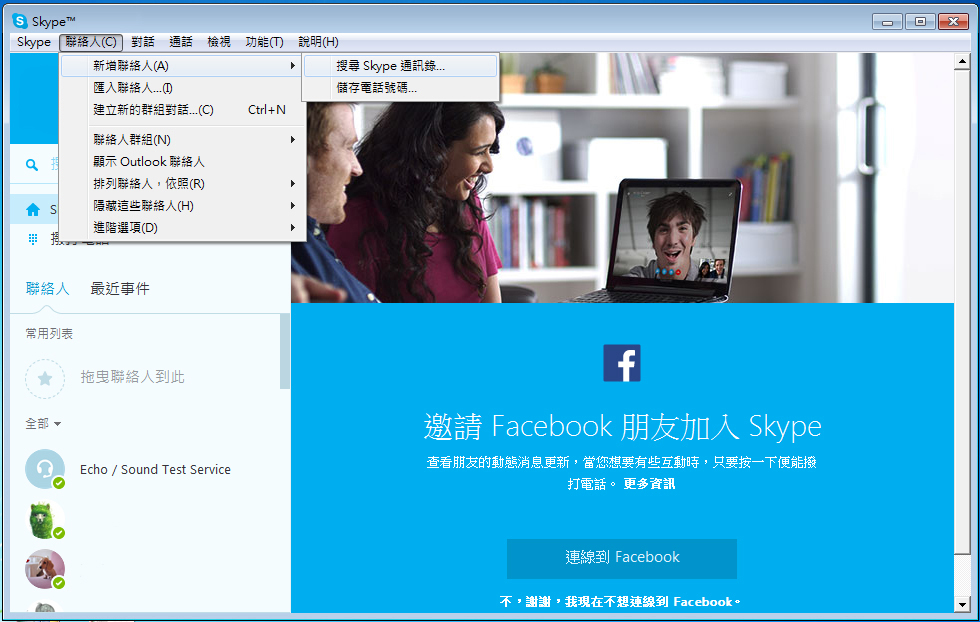 Skype™
Skype 聯絡人(C) 對話 通話 檢視 功能(T) 說明(H)
新增聯絡人(A)
匯入聯絡人...(I)
建立新的群組對話...(C) Ctrl+N
聯絡人群組(N)
顯示 Outlook 聯絡人
排列聯絡人，依照(R)
隱藏這些聯絡人(H)
進階選項(D)
搜尋 Skype 通訊錄...
儲存電話號碼...
S
聯絡人 最近事件
常用列表
拖曳聯絡人到此
全部
Echo / Sound Test Service
邀請 Facebook 朋友加入 Skype
查看朋友的動態消息更新，當您想要有些互動時，只要按一下便能撥
打電話。 更多資訊
連線到 Facebook
不，謝謝，我現在不想連線到 Facebook。